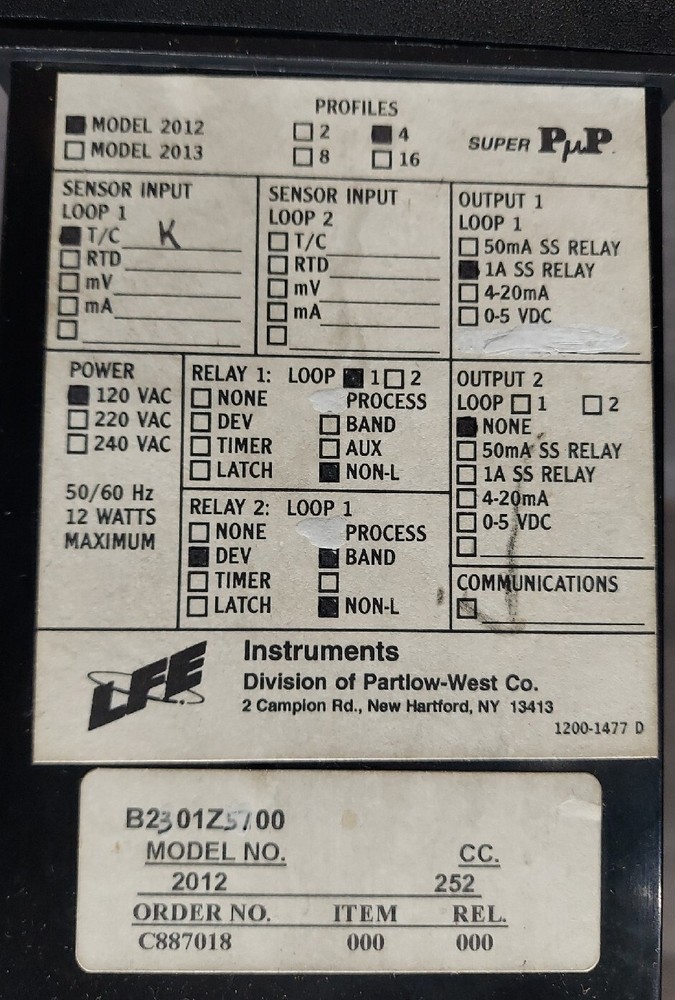 PROFILES
MODEL 2012
MODEL 2013
2
4
8
16
SUPER PμP
SENSOR INPUT
LOOP 1
T/C K
RTD
mV
mA
SENSOR INPUT
LOOP 2
T/C
RTD
mV
mA
OUTPUT 1
LOOP 1
50mA SS RELAY
1A SS RELAY
4-20mA
0-5 VDC
POWER
120 VAC
220 VAC
240 VAC
50/60 Hz
12 WATTS
MAXIMUM
RELAY 1: LOOP 1 2
NONE PROCESS
DEV BAND
TIMER AUX
LATCH NON-L
RELAY 2: LOOP 1
NONE PROCESS
DEV BAND
TIMER
LATCH NON-L
OUTPUT 2
LOOP 1 2
NONE
50mA SS RELAY
1A SS RELAY
4-20mA
0-5 VDC
COMMUNICATIONS
LFE
Instruments
Division of Partlow-West Co.
2 Campion Rd., New Hartford, NY 13413
1200-1477 D
B2301Z5/00
MODEL NO. CC.
2012 252
ORDER NO. ITEM REL.
C887018 000 000